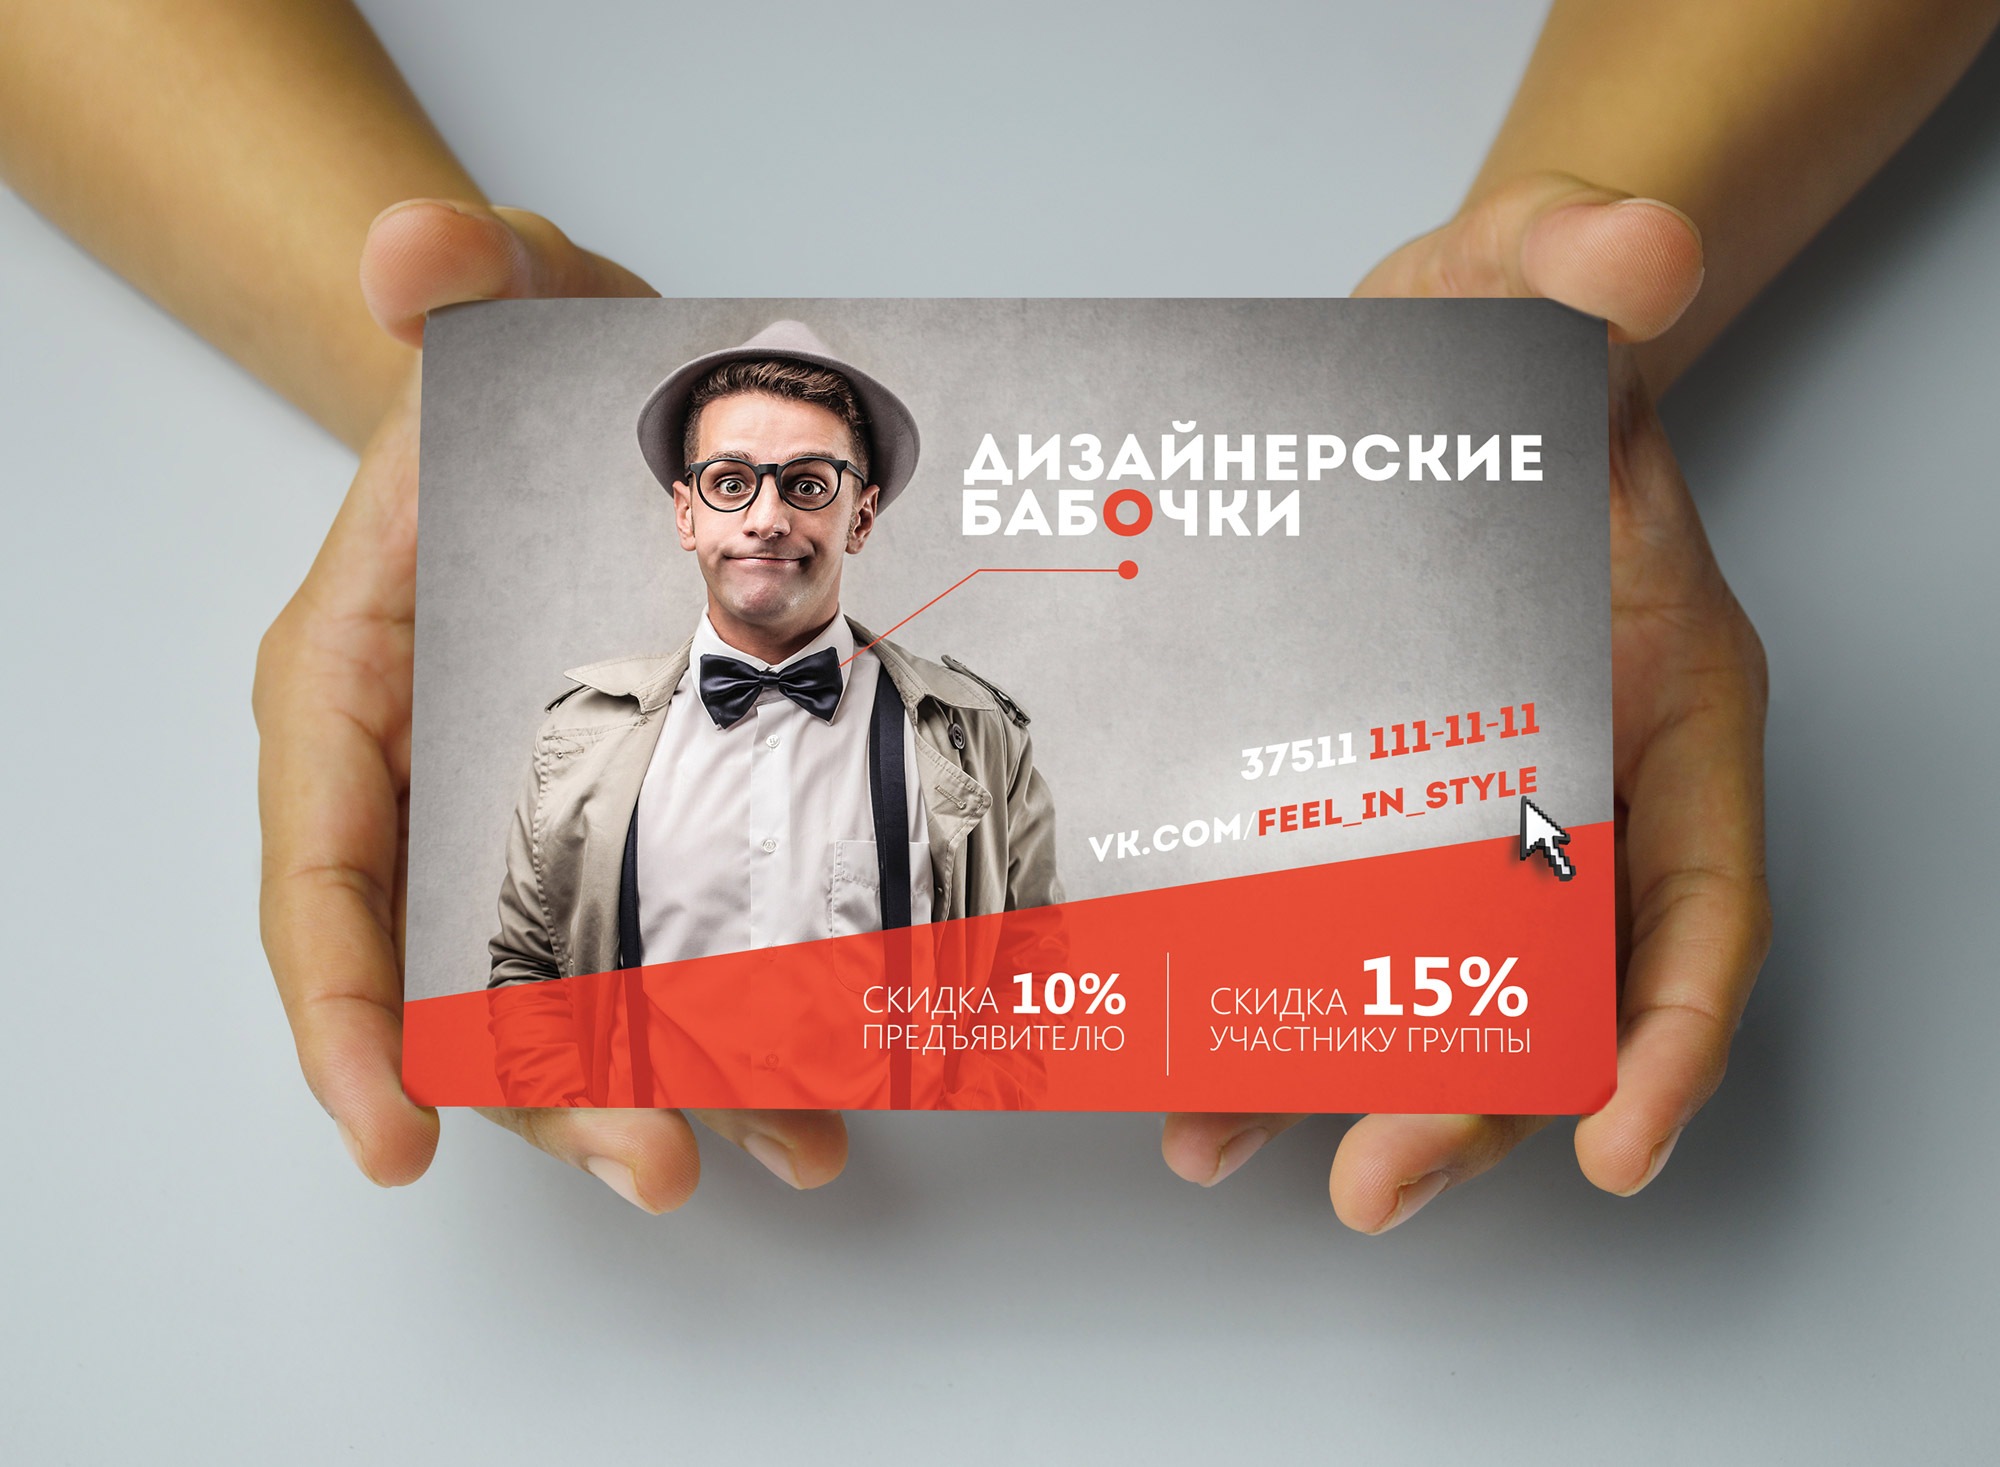 ДИЗАЙНЕРСКИЕ
БАБОЧКИ
37511 111-11-11
VK.COM/FEEL_IN_STYLE
СКИДКА 10%
ПРЕДЪЯВИТЕЛЮ
СКИДКА 15%
УЧАСТНИКУ ГРУППЫ